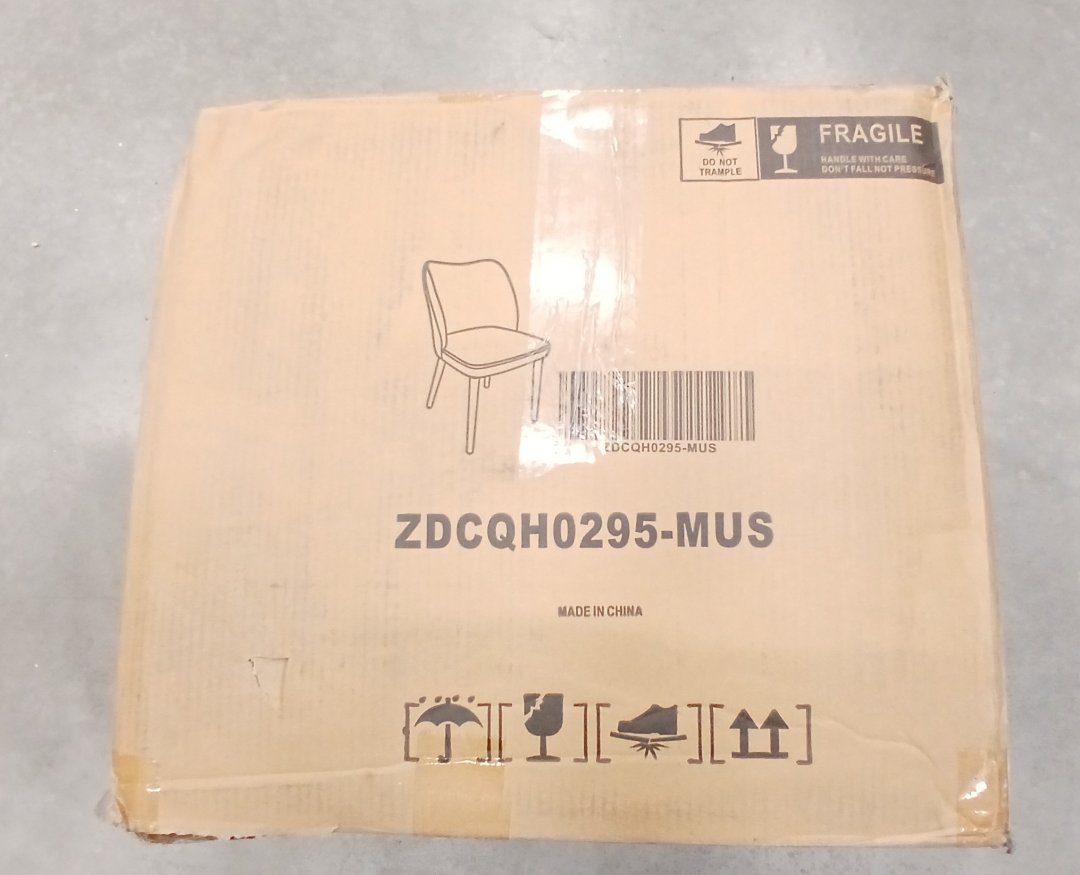 DO NOT
TRAMPLE
FRAGILE
HANDLE WITH CARE
DON'T FALL NOT PRESSURE
ZDCQH0295-MUS
ZDCQH0295-MUS
MADE IN CHINA